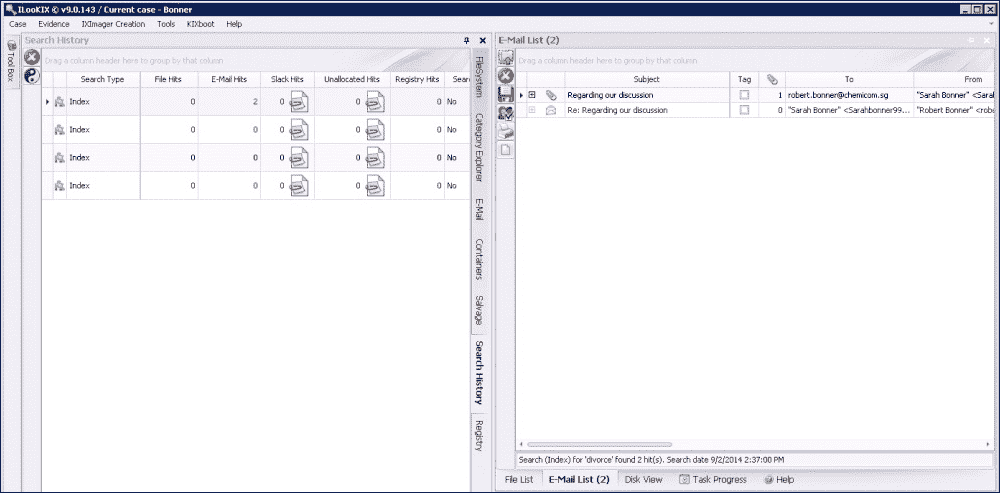 ILooKIX © v9.0.143 / Current case - Bonner
Case Evidence IXImager Creation Tools KIXboot Help
Tool Box
Search History
Drag a column header here to group by that column
Search Type File Hits E-Mail Hits Slack Hits Unallocated Hits Registry Hits Sear
Index 0 2 0 0 0 No
Index 0 0 0 0 0 No
Index 0 0 0 0 0 No
Index 0 0 0 0 0 No
FileSystem
Category Explorer
E-Mail
Containers
Salvage
Search History
Registry
E-Mail List (2)
Drag a column header here to group by that column
Subject Tag To From
Regarding our discussion 1 robert.bonner@chemicom.sg "Sarah Bonner" <Sara
Re: Regarding our discussion 0 "Sarah Bonner" <Sarahbonner99... "Robert Bonner" <rob
Search (Index) for 'divorce' found 2 hit(s). Search date 9/2/2014 2:37:00 PM
File List E-Mail List (2) Disk View Task Progress Help